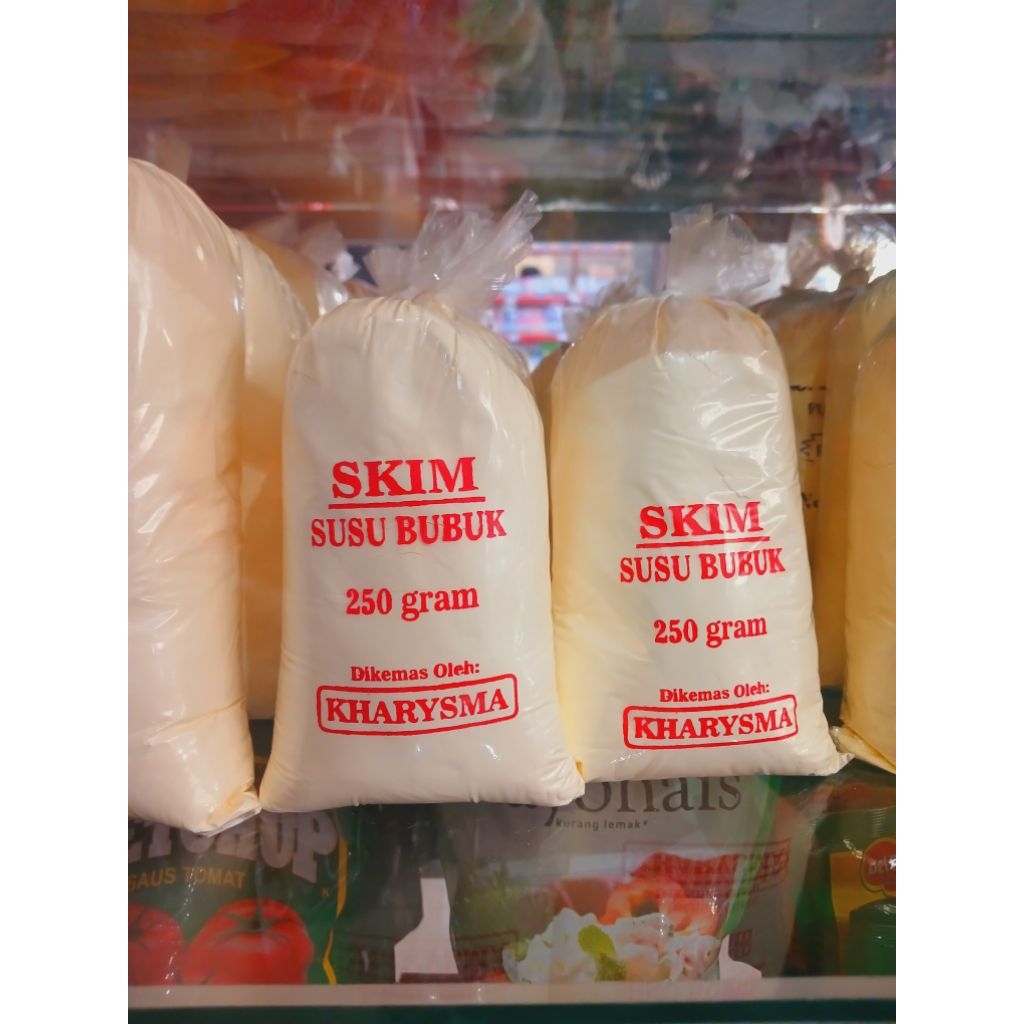 SKIM
SUSU BUBUK
250 gram
Dikemas Oleh:
KHARYSMA
SKIM
SUSU BUBUK
250 gram
Dikemas Oleh:
KHARYSMA
SAUS TOMAT
kurang lemak*